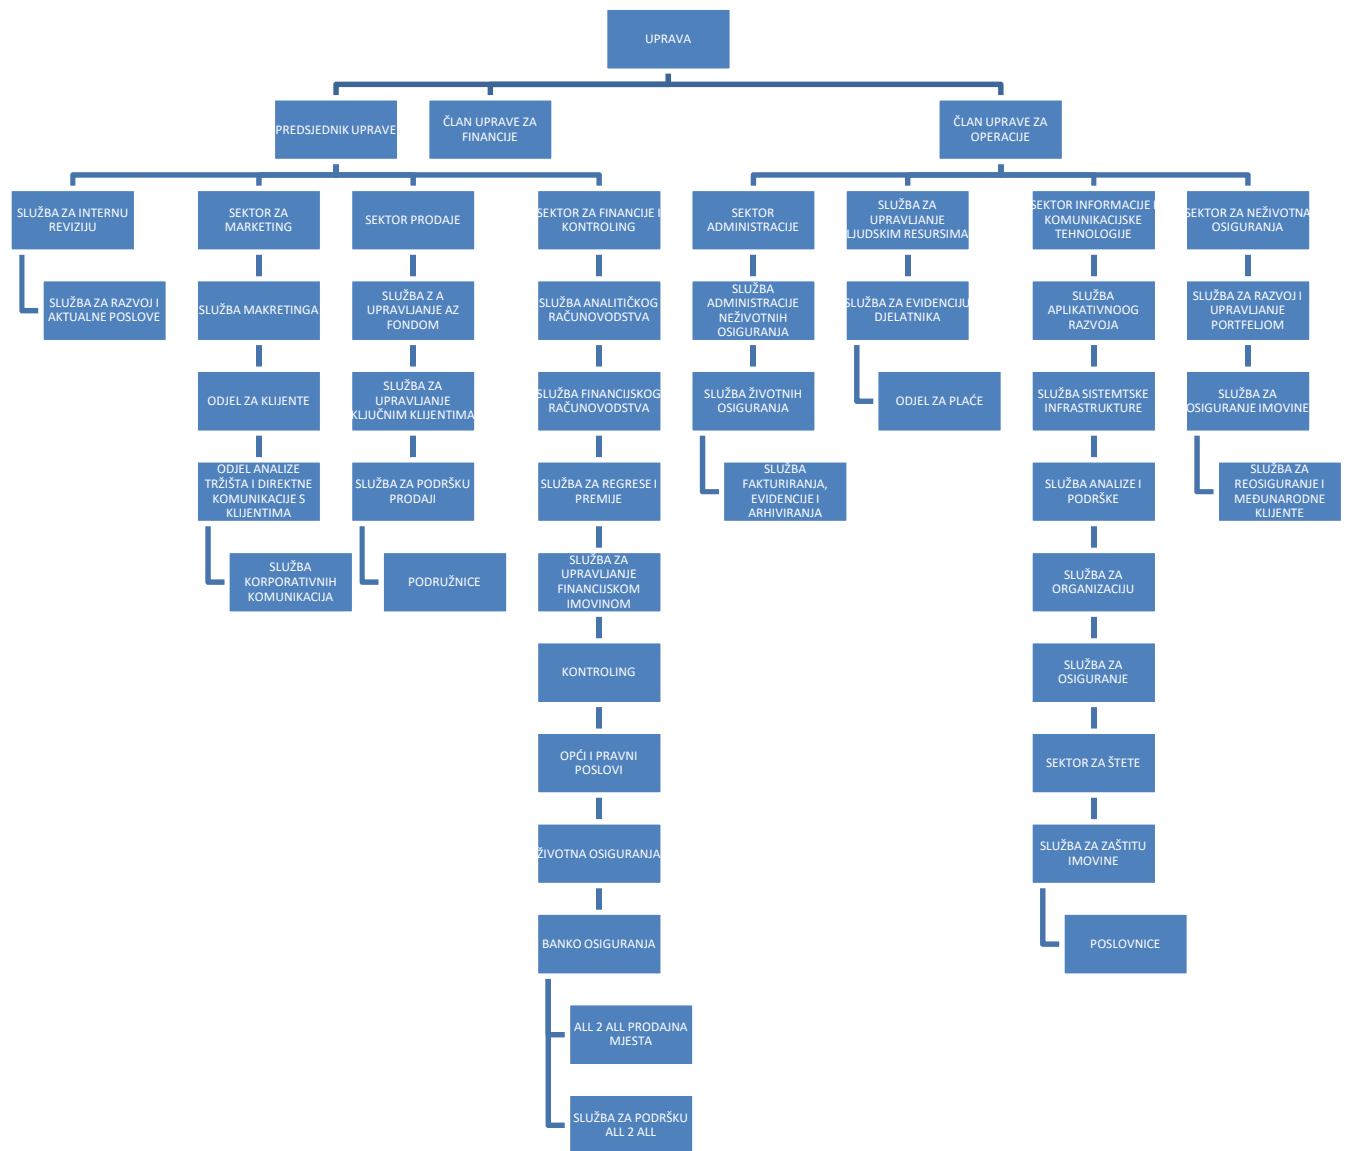 UPRAVA
PREDSJEDNIK UPRAVE
ČLAN UPRAVE ZA
FINANCIJE
ČLAN UPRAVE ZA
OPERACIJE
SLUŽBA ZA INTERNU
REVIZIJU
SEKTOR ZA
MARKETING
SEKTOR PRODAJE
SEKTOR ZA FINANCIJE I
KONTROLING
SEKTOR
ADMINISTRACIJE
SLUŽBA ZA
UPRAVLJANJE
LJUDSKIM RESURSIMA
SEKTOR INFORMACIJE I
KOMUNIKACIJSKE
TEHNOLOGIJE
SEKTOR ZA NEŽIVOTNA
OSIGURANJA
SLUŽBA ZA RAZVOJ I
AKTUALNE POSLOVE
SLUŽBA MAKRETINGA
SLUŽBA Z A
UPRAVLJANJE AZ
FONDOM
SLUŽBA ANALITIČKOG
RAČUNOVODSTVA
SLUŽBA
ADMINISTRACIJE
NEŽIVOTNIH
OSIGURANJA
SLUŽBA ZA EVIDENCIJU
DJELATNIKA
SLUŽBA
APLIKATIVNOOG
RAZVOJA
SLUŽBA ZA RAZVOJ I
UPRAVLJANJE
PORTFELJOM
ODJEL ZA KLIJENTE
SLUŽBA ZA
UPRAVLJANJE
KLJUČNIM KLIJENTIMA
SLUŽBA FINANCIJSKOG
RAČUNOVODSTVA
SLUŽBA ŽIVOTNIH
OSIGURANJA
ODJEL ZA PLAĆE
SLUŽBA SISTEMTSKE
INFRASTRUKTURE
SLUŽBA ZA
OSIGURANJE IMOVINE
ODJEL ANALIZE
TRŽIŠTA I DIREKTNE
KOMUNIKACIJE S
KLIJENTIMA
SLUŽBA ZA PODRŠKU
PRODAJI
SLUŽBA ZA REGRESE I
PREMIJE
SLUŽBA
FAKTURIRANJA,
EVIDENCIJE I
ARHIVIRANJA
SLUŽBA ANALIZE I
PODRŠKE
SLUŽBA ZA
REOSIGURANJE I
MEĐUNARODNE
KLIJENTE
SLUŽBA
KORPORATIVNIH
KOMUNIKACIJA
PODRUŽNICE
SLUŽBA ZA
UPRAVLJANJE
FINANCIJSKOM
IMOVINOM
SLUŽBA ZA
ORGANIZACIJU
KONTROLING
SLUŽBA ZA
OSIGURANJE
OPĆI I PRAVNI
POSLOVI
SEKTOR ZA ŠTETE
ŽIVOTNA OSIGURANJA
SLUŽBA ZA ZAŠTITU
IMOVINE
BANKO OSIGURANJA
POSLOVNICE
ALL 2 ALL PRODAJNA
MJESTA
SLUŽBA ZA PODRŠKU
ALL 2 ALL